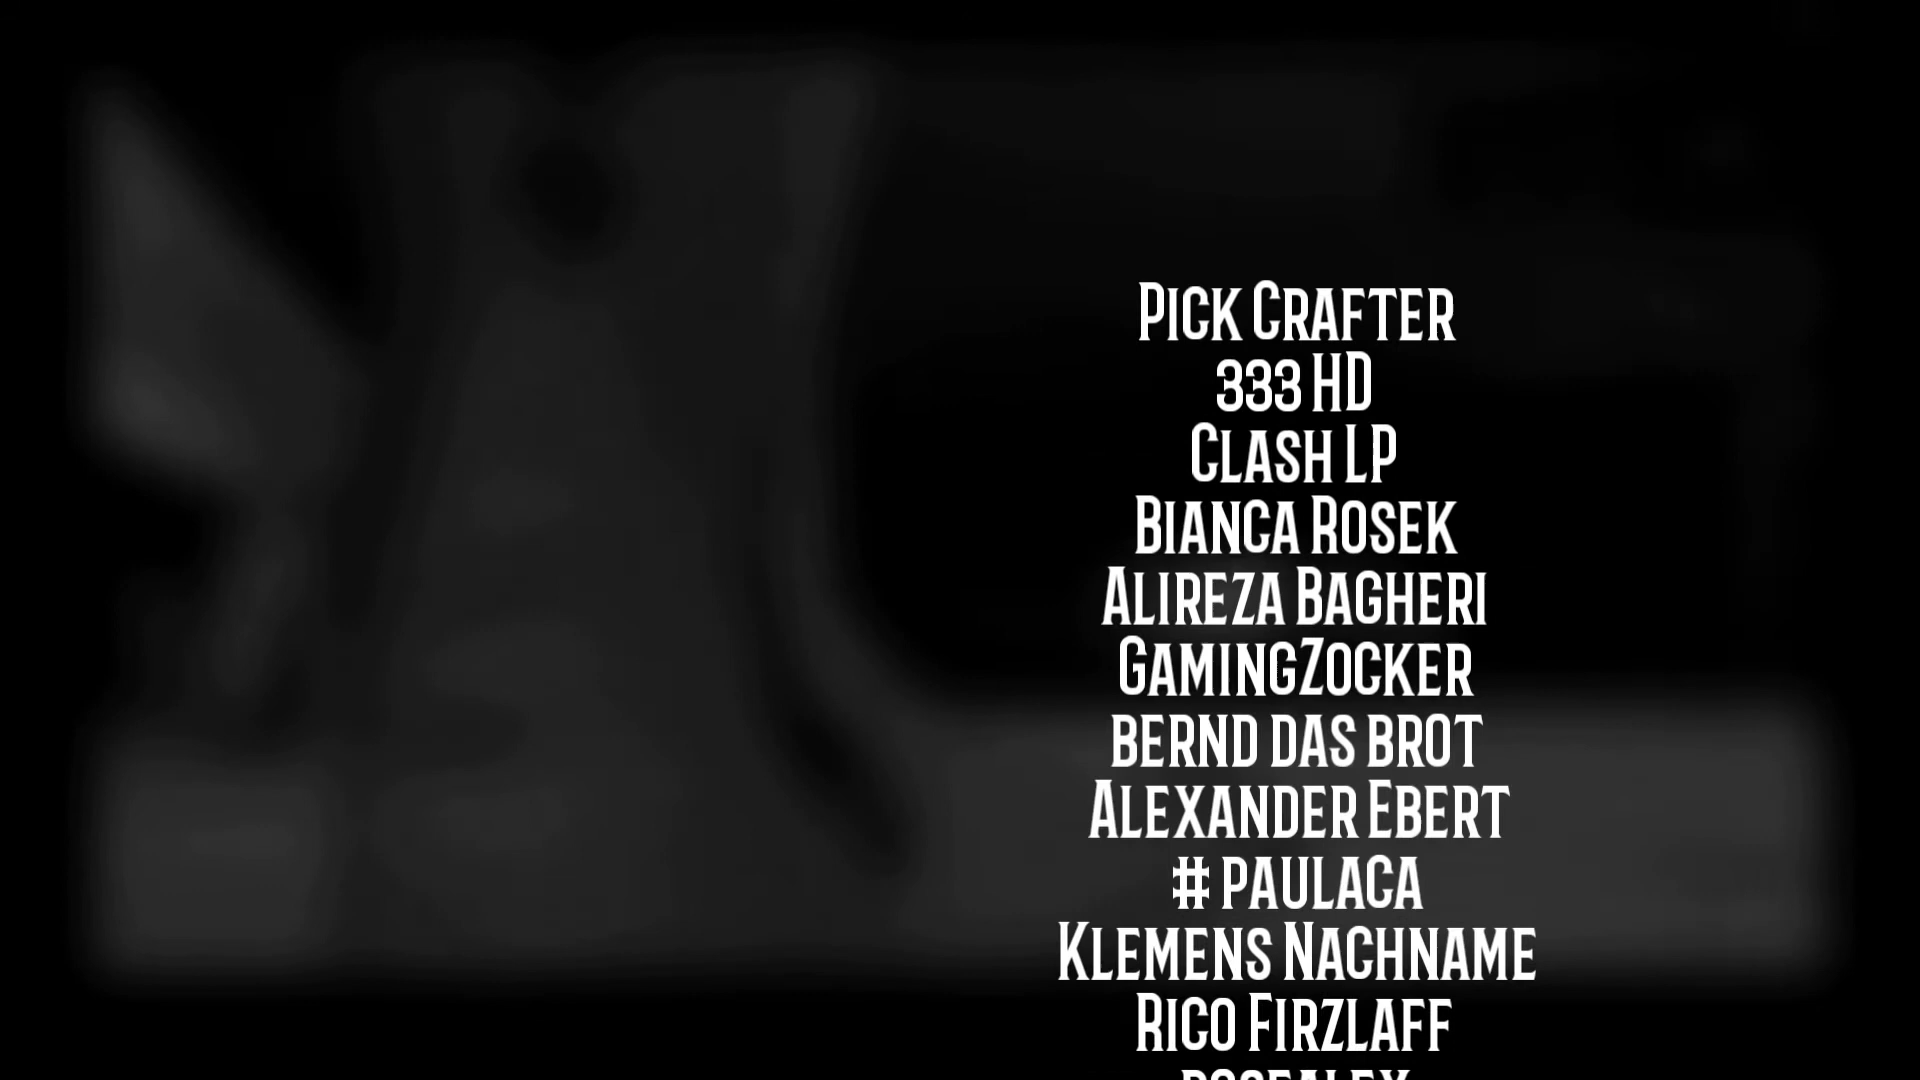 Pick Crafter
333 HD
Clash LP
Bianca Rosek
Alireza Bagheri
GamingZocker
bernd das brot
Alexander Ebert
# paulaca
Klemens Nachname
Rico Firzlaff